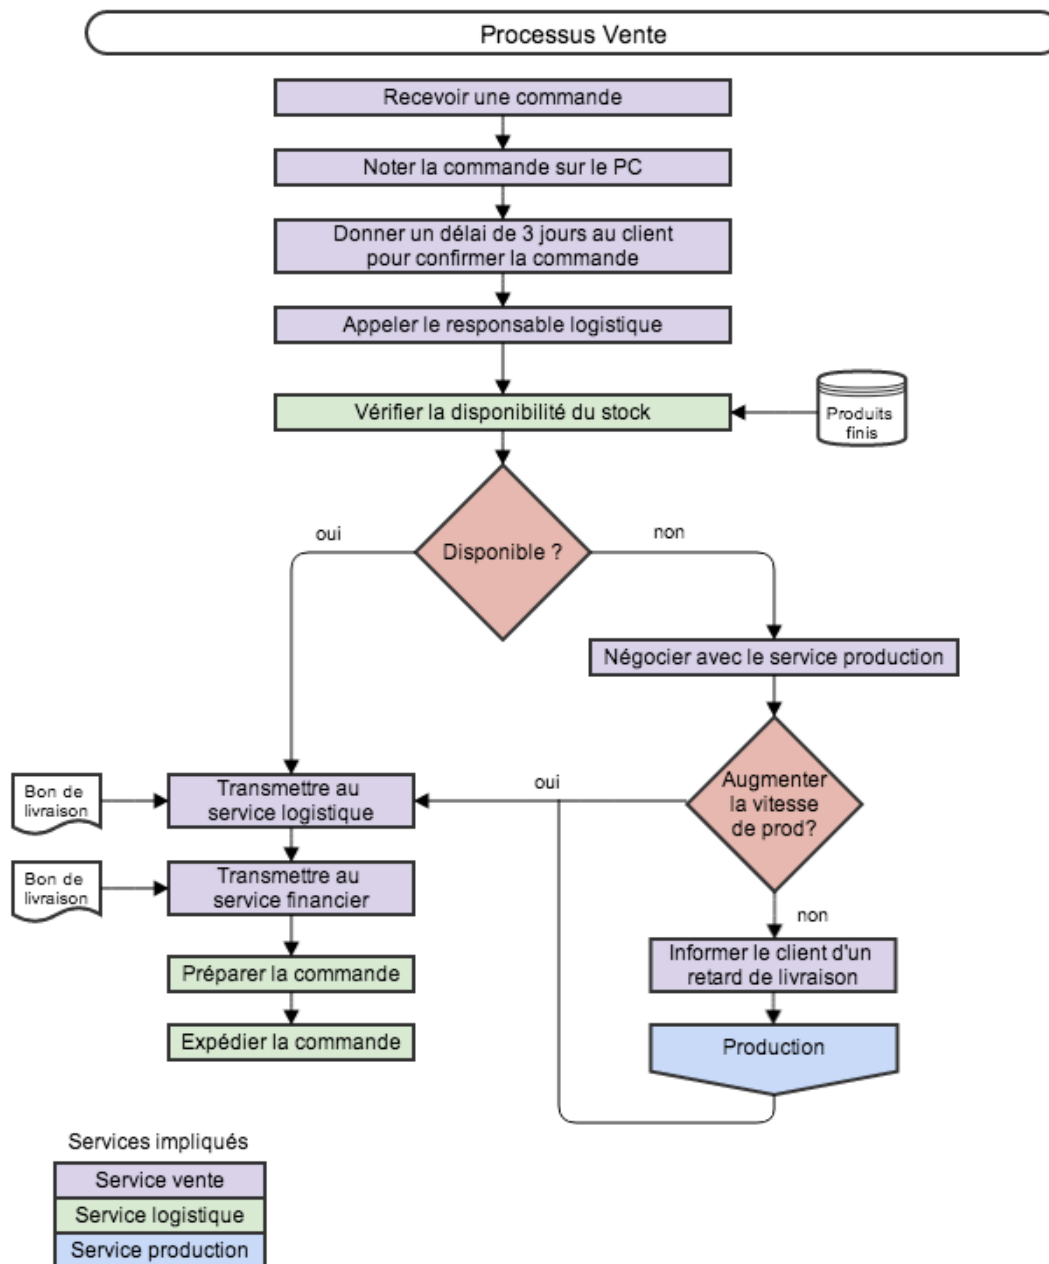 Processus Vente
Recevoir une commande
Noter la commande sur le PC
Donner un délai de 3 jours au client
pour confirmer la commande
Appeler le responsable logistique
Vérifier la disponibilité du stock
Produits
finis
oui
Disponible ?
non
Négocier avec le service production
Bon de
livraison
Transmettre au
service logistique
oui
Augmenter
la vitesse
de prod?
Bon de
livraison
Transmettre au
service financier
non
Informer le client d'un
retard de livraison
Préparer la commande
Expédier la commande
Production
Services impliqués
Service vente
Service logistique
Service production